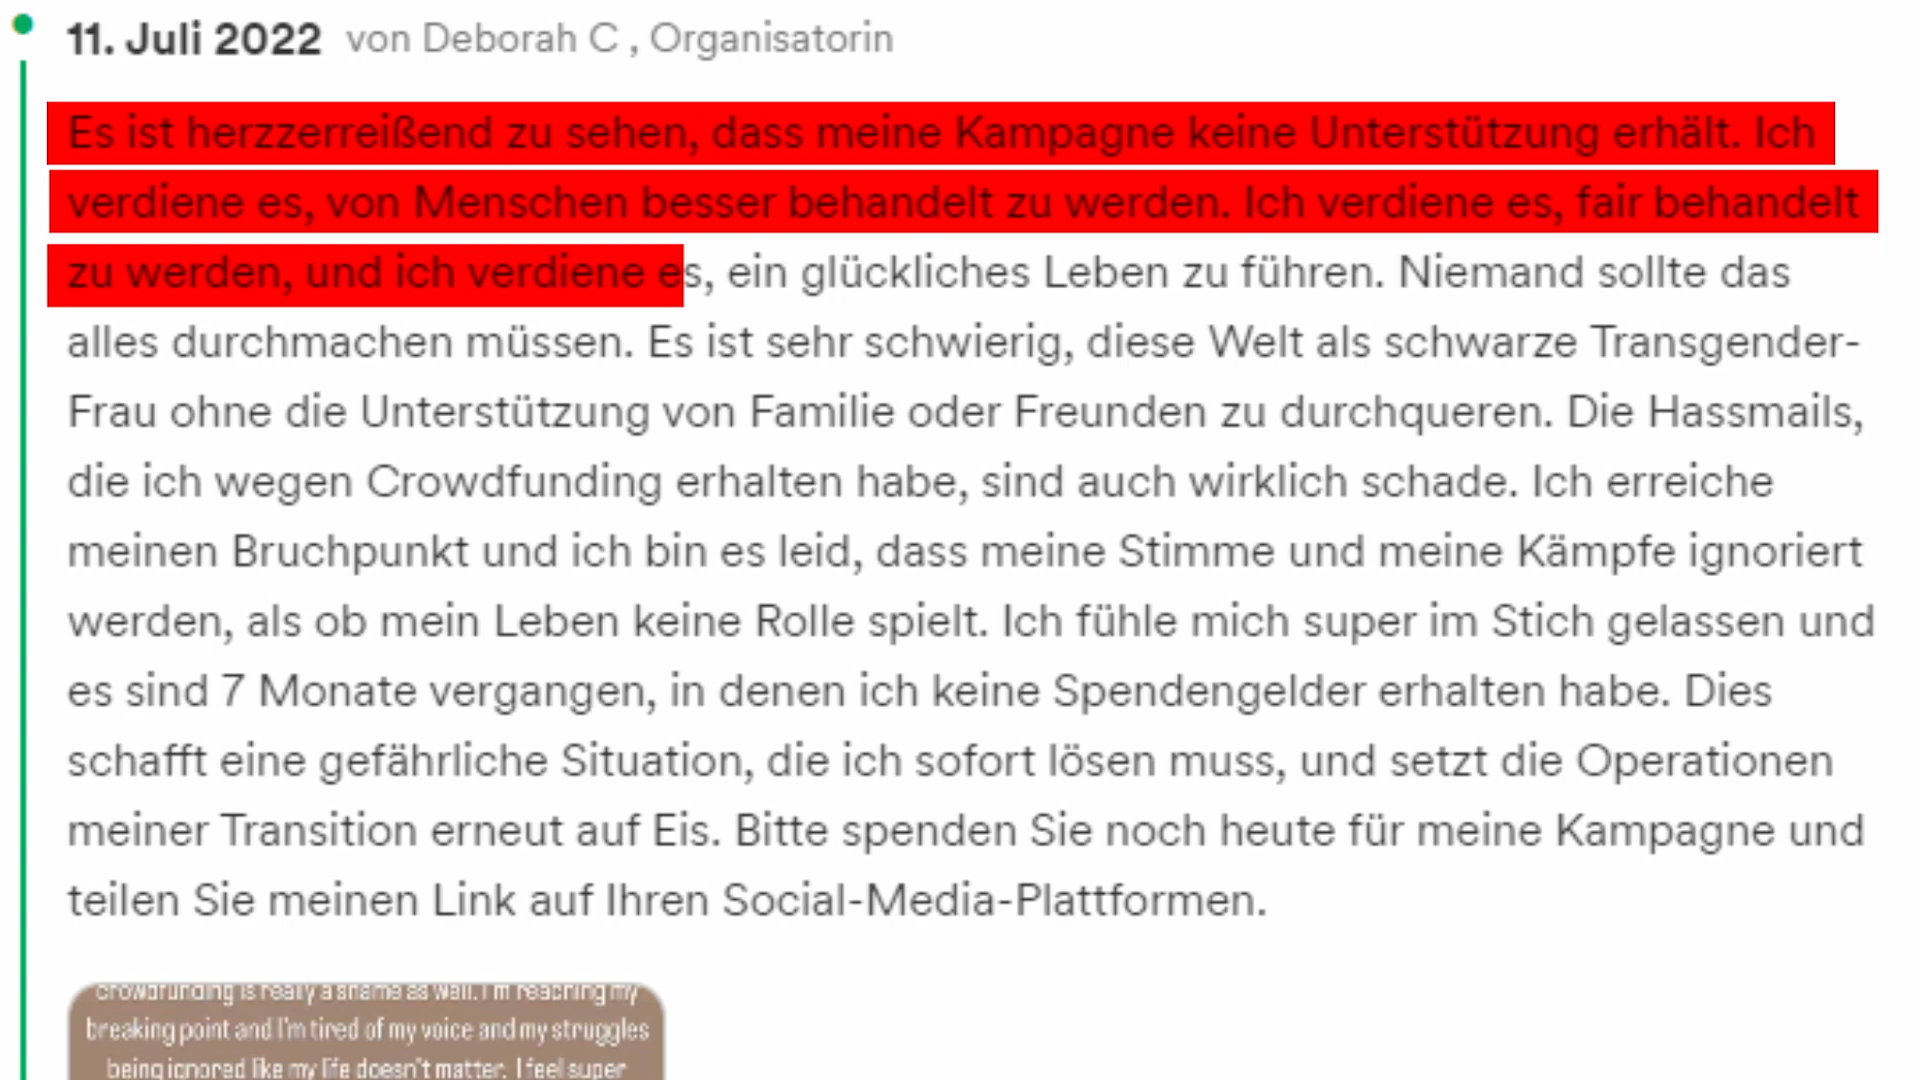 11. Juli 2022 von Deborah C , Organisatorin
Es ist herzzerreißend zu sehen, dass meine Kampagne keine Unterstützung erhält. Ich
verdiene es, von Menschen besser behandelt zu werden. Ich verdiene es, fair behandelt
zu werden, und ich verdiene es, ein glückliches Leben zu führen. Niemand sollte das
alles durchmachen müssen. Es ist sehr schwierig, diese Welt als schwarze Transgender-
Frau ohne die Unterstützung von Familie oder Freunden zu durchqueren. Die Hassmails,
die ich wegen Crowdfunding erhalten habe, sind auch wirklich schade. Ich erreiche
meinen Bruchpunkt und ich bin es leid, dass meine Stimme und meine Kämpfe ignoriert
werden, als ob mein Leben keine Rolle spielt. Ich fühle mich super im Stich gelassen und
es sind 7 Monate vergangen, in denen ich keine Spendengelder erhalten habe. Dies
schafft eine gefährliche Situation, die ich sofort lösen muss, und setzt die Operationen
meiner Transition erneut auf Eis. Bitte spenden Sie noch heute für meine Kampagne und
teilen Sie meinen Link auf Ihren Social-Media-Plattformen.
crowdfunding is really a shame as well. I'm reaching my
breaking point and I'm tired of my voice and my struggles
being ignored like my life doesn't matter. I feel super